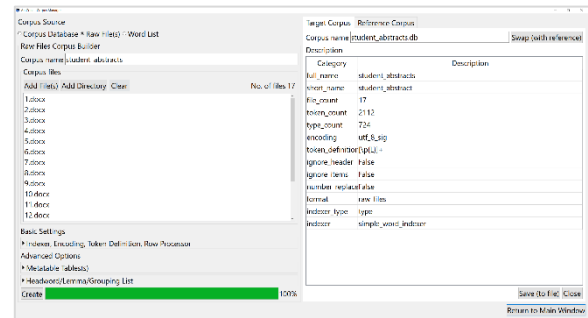 Corpus Source
Corpus Database Raw File(s) Word List
Raw Files Corpus Builder
Corpus name student_abstracts
Corpus files
Add File(s) Add Directory Clear No. of files 17
1.docx
2.docx
3.docx
4.docx
5.docx
6.docx
7.docx
8.docx
9.docx
10.docx
11.docx
12.docx
Basic Settings
Indexer, Encoding, Token Definition, Row Processor
Advanced Options
Metatable Tables(s)
Headword/Lemma/Grouping List
Create 100%
Target Corpus Reference Corpus
Corpus name student_abstracts.db Swap (with reference)
Description
Category Description
full_name student_abstracts
short_name student_abstract
file_count 17
token_count 2112
type_count 724
encoding utf_8_sig
token_definition [\p{L}]+
ignore_header False
ignore_items False
number_replace False
format raw_files
indexer_type type
indexer simple_word_indexer
Save (to file) Close
Return to Main Window